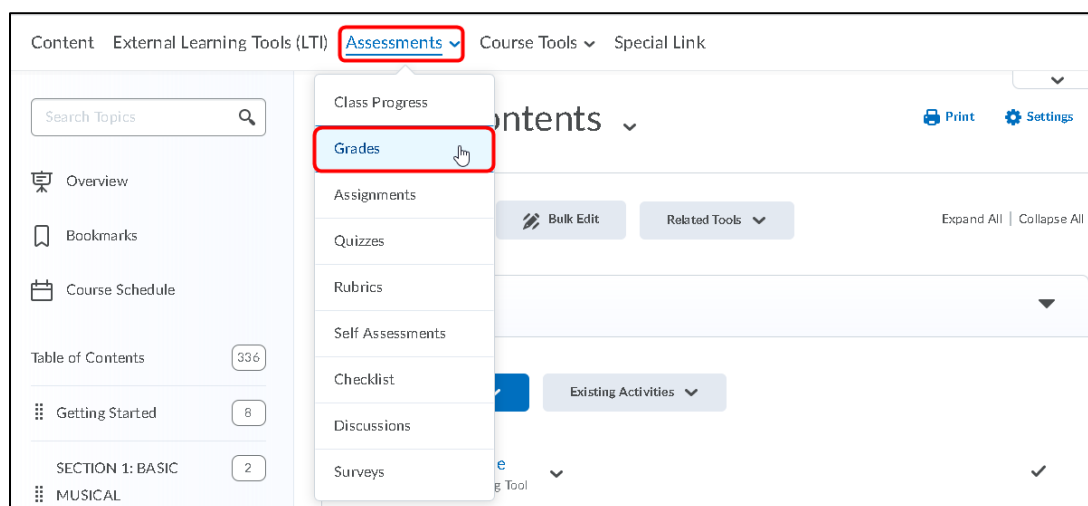 Content External Learning Tools (LTI) Assessments Course Tools Special Link
Search Topics
Overview
Bookmarks
Course Schedule
Table of Contents 336
Getting Started 8
SECTION 1: BASIC 2
MUSICAL
Class Progress
Grades
Assignments
Quizzes
Rubrics
Self Assessments
Checklist
Discussions
Surveys
ontents
Print Settings
Bulk Edit Related Tools Expand All | Collapse All
Existing Activities
e
g Tool